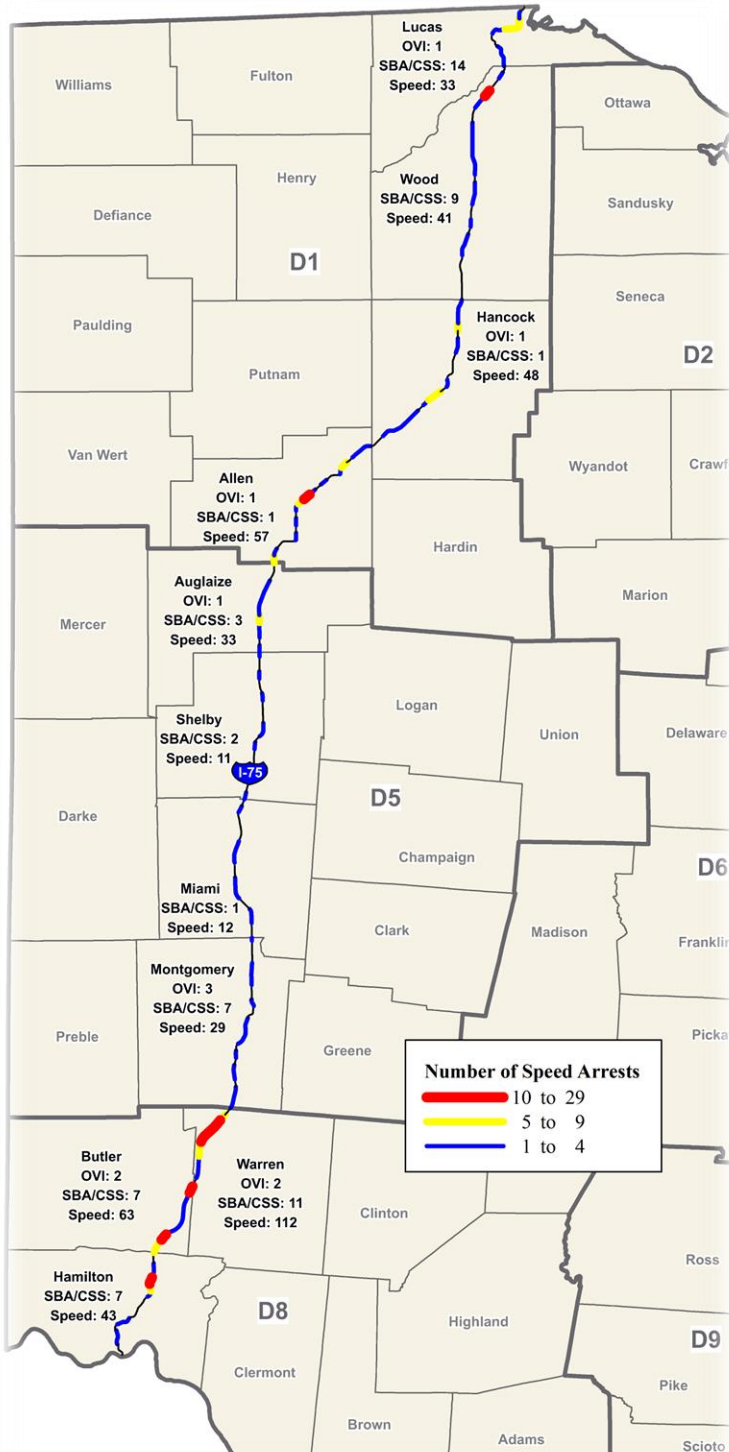 Lucas
OVI: 1
SBA/CSS: 14
Speed: 33
Williams
Fulton
Ottawa
Henry
Wood
SBA/CSS: 9
Speed: 41
Defiance
Sandusky
D1
Seneca
Paulding
Hancock
OVI: 1
SBA/CSS: 1
Speed: 48
D2
Putnam
Van Wert
Wyandot
Crawf
Allen
OVI: 1
SBA/CSS: 1
Speed: 57
Hardin
Auglaize
OVI: 1
SBA/CSS: 3
Speed: 33
Marion
Mercer
Logan
Shelby
SBA/CSS: 2
Speed: 11
Union
Delaware
I-75
D5
Darke
Champaign
D6
Miami
SBA/CSS: 1
Speed: 12
Clark
Madison
Franklin
Montgomery
OVI: 3
SBA/CSS: 7
Speed: 29
Preble
Greene
Picka
Number of Speed Arrests
10 to 29
5 to 9
1 to 4
Butler
OVI: 2
SBA/CSS: 7
Speed: 63
Warren
OVI: 2
SBA/CSS: 11
Speed: 112
Clinton
Ross
Hamilton
SBA/CSS: 7
Speed: 43
D8
Highland
D9
Clermont
Pike
Brown
Adams
Scioto